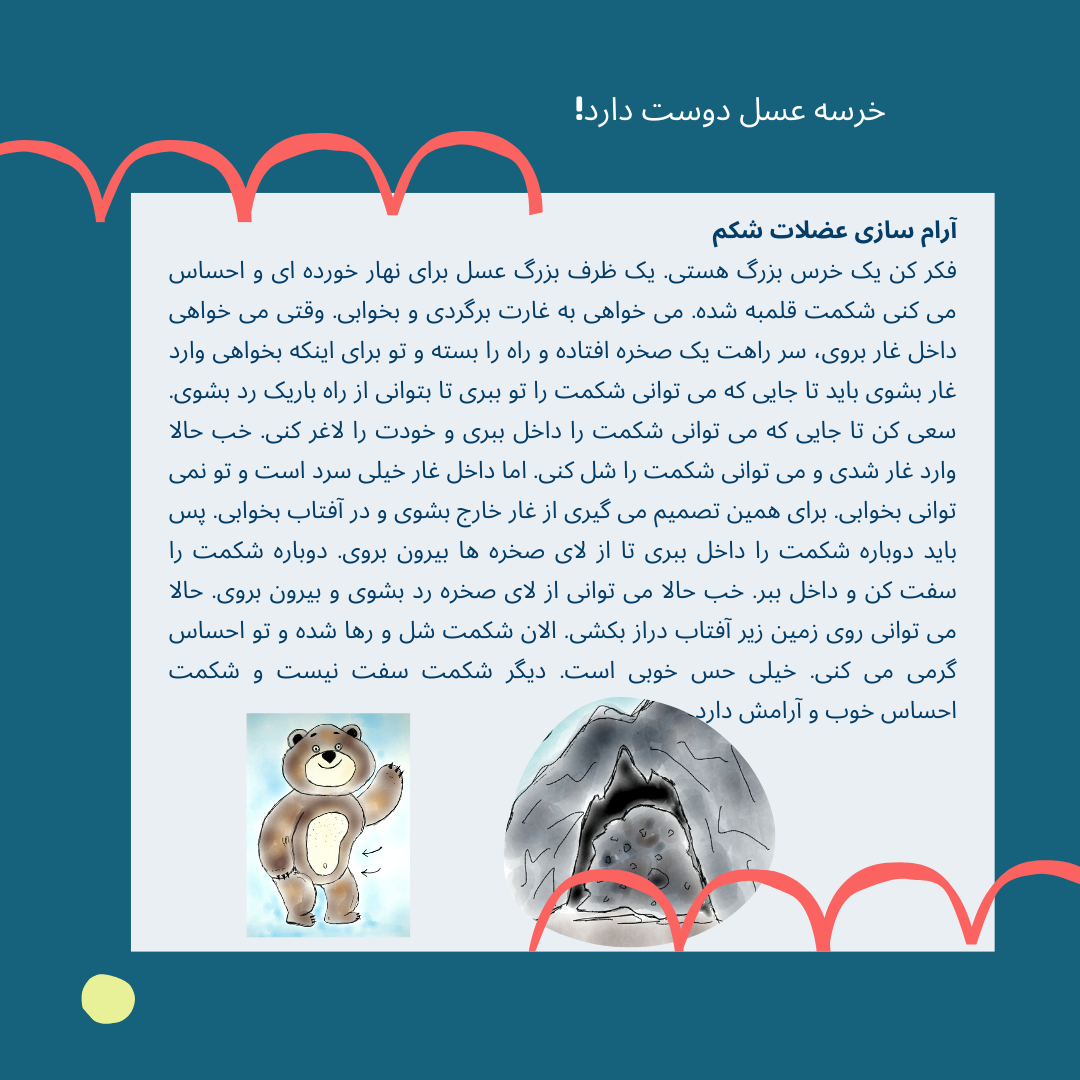 خرسه عسل دوست دارد!
آرام سازی عضلات شکم
فکر کن یک خرس بزرگ هستی. یک ظرف بزرگ عسل برای نهار خورده ای و احساس
می کنی شکمت قلمبه شده. می خواهی به غارت برگردی و بخوابی. وقتی می خواهی
داخل غار بروی، سر راهت یک صخره افتاده و راه را بسته و تو برای اینکه بخواهی وارد
غار بشوی باید تا جایی که می توانی شکمت را تو ببری تا بتوانی از راه باریک رد بشوی.
سعی کن تا جایی که می توانی شکمت را داخل ببری و خودت را لاغر کنی. خب حالا
وارد غار شدی و می توانی شکمت را شل کنی. اما داخل غار خیلی سرد است و تو نمی
توانی بخوابی. برای همین تصمیم می گیری از غار خارج بشوی و در آفتاب بخوابی. پس
باید دوباره شکمت را داخل ببری تا از لای صخره ها بیرون بروی. دوباره شکمت را
سفت کن و داخل ببر. خب حالا می توانی از لای صخره رد بشوی و بیرون بروی. حالا
می توانی روی زمین زیر آفتاب دراز بکشی. الان شکمت شل و رها شده و تو احساس
گرمی می کنی. خیلی حس خوبی است. دیگر شکمت سفت نیست و شکمت
احساس خوب و آرامش دارد.